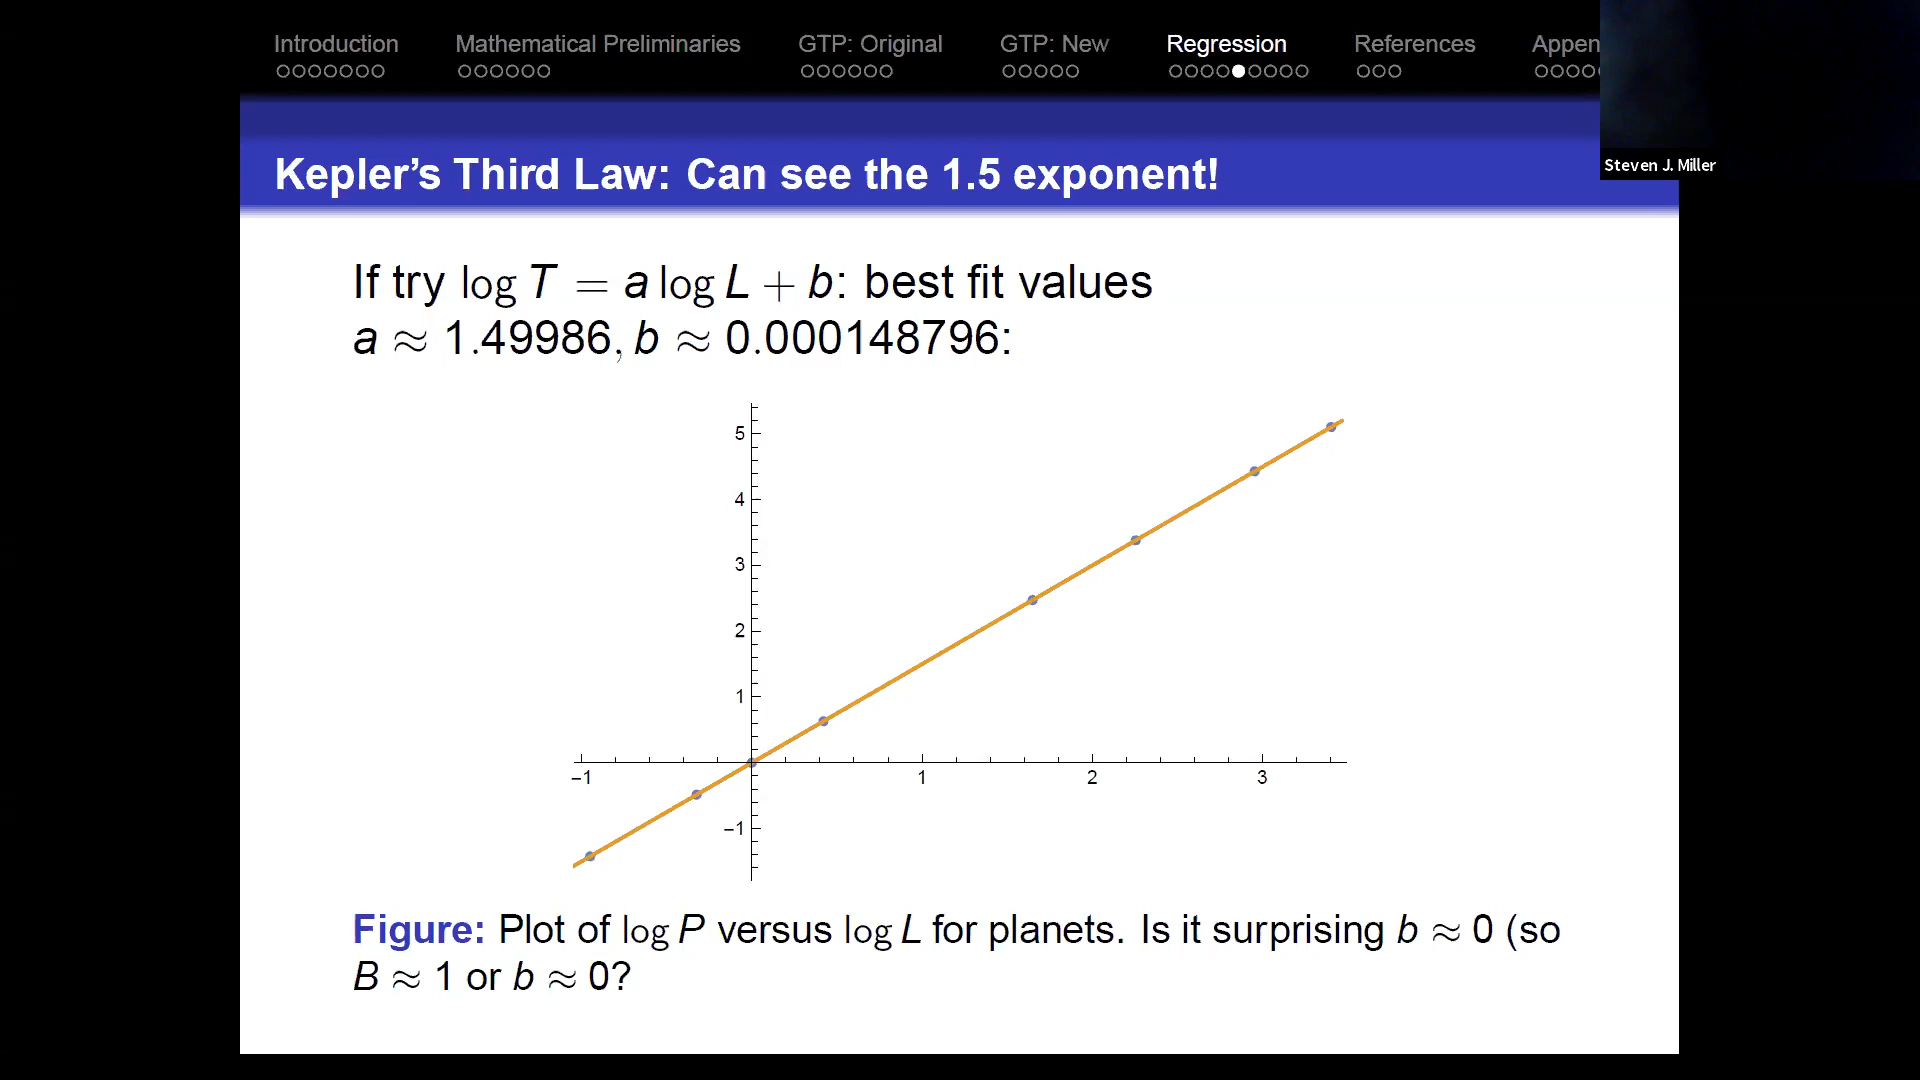 Introduction Mathematical Preliminaries GTP: Original GTP: New Regression References Appen
Steven J. Miller
Kepler’s Third Law: Can see the 1.5 exponent!
If try log T = a log L + b: best fit values
a ≈ 1.49986, b ≈ 0.000148796:
5
4
3
2
1
−1 1 2 3
−1
Figure: Plot of log P versus log L for planets. Is it surprising b ≈ 0 (so
B ≈ 1 or b ≈ 0?